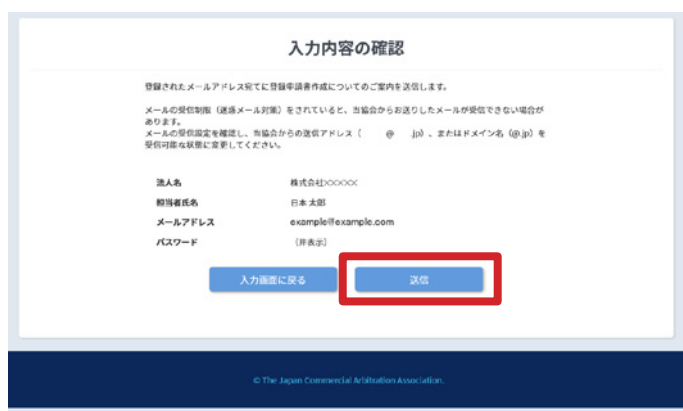 入力内容の確認
登録されたメールアドレス宛てに登録申請書作成についてのご案内を送信します。
メールの受信制限（迷惑メール対策）をされていると、当協会からお送りしたメールが受信できない場合が
あります。
メールの受信設定を確認し、当協会からの送信アドレス（　　@　　.jp）、またはドメイン名（@.jp）を
受信可能な状態に変更してください。
法人名 株式会社○○○○○
担当者氏名 日本 太郎
メールアドレス example@example.com
パスワード （非表示）
入力画面に戻る 送信
© The Japan Commercial Arbitration Association.